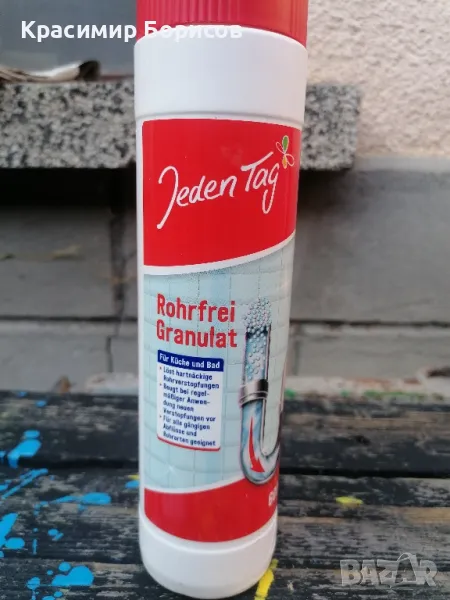 Красимир Борисов
Jeden Tag
Rohrfrei
Granulat
Für Küche und Bad
• Löst hartnäckige
Rohrverstopfungen
• Beugt bei regel-
mäßiger Anwen-
dung neuen
Verstopfungen vor
• Für alle gängigen
Abflüsse und
Rohrarten geeignet
BAZAR